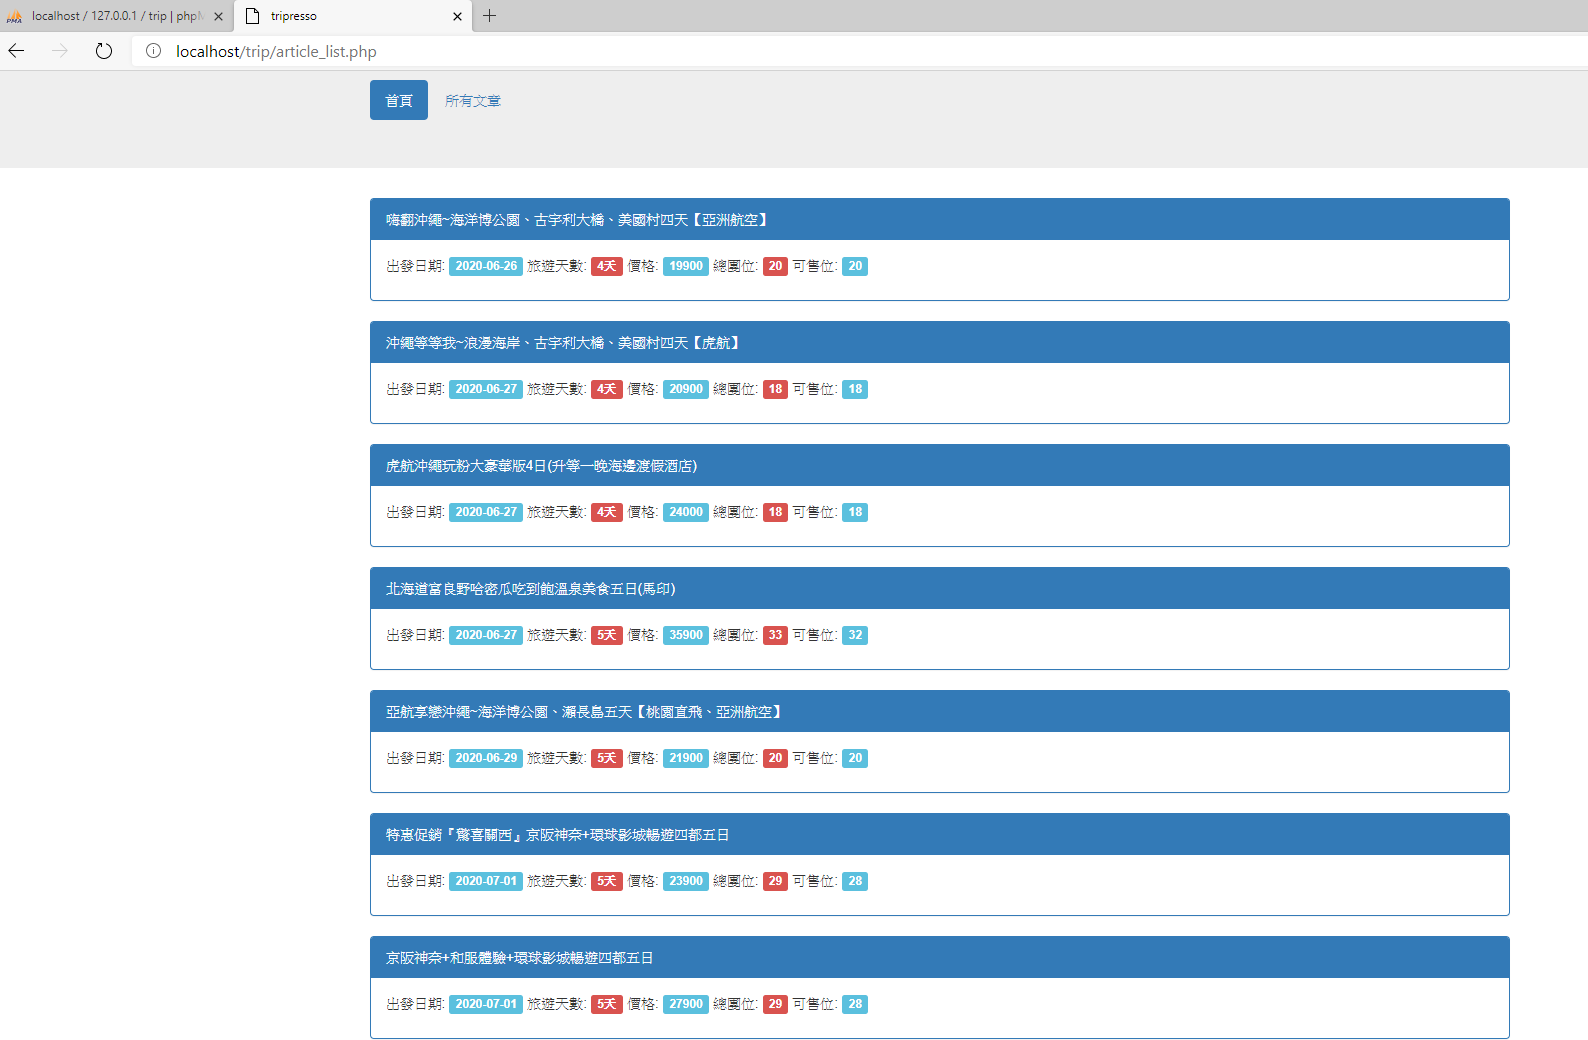 localhost / 127.0.0.1 / trip | php
tripresso
localhost/trip/article_list.php
首頁 所有文章
嗨翻沖繩~海洋博公園、古宇利大橋、美國村四天【亞洲航空】
出發日期: 2020-06-26 旅遊天數: 4天 價格: 19900 總團位: 20 可售位: 20
沖繩等等我~浪漫海岸、古宇利大橋、美國村四天【虎航】
出發日期: 2020-06-27 旅遊天數: 4天 價格: 20900 總團位: 18 可售位: 18
虎航沖繩玩粉大豪華版4日(升等一晚海邊渡假酒店)
出發日期: 2020-06-27 旅遊天數: 4天 價格: 24000 總團位: 18 可售位: 18
北海道富良野哈密瓜吃到飽溫泉美食五日(馬印)
出發日期: 2020-06-27 旅遊天數: 5天 價格: 35900 總團位: 33 可售位: 32
亞航享戀沖繩~海洋博公園、瀨長島五天【桃園直飛、亞洲航空】
出發日期: 2020-06-29 旅遊天數: 5天 價格: 21900 總團位: 20 可售位: 20
特惠促銷『驚喜關西』京阪神奈+環球影城暢遊四都五日
出發日期: 2020-07-01 旅遊天數: 5天 價格: 23900 總團位: 29 可售位: 28
京阪神奈+和服體驗+環球影城暢遊四都五日
出發日期: 2020-07-01 旅遊天數: 5天 價格: 27900 總團位: 29 可售位: 28